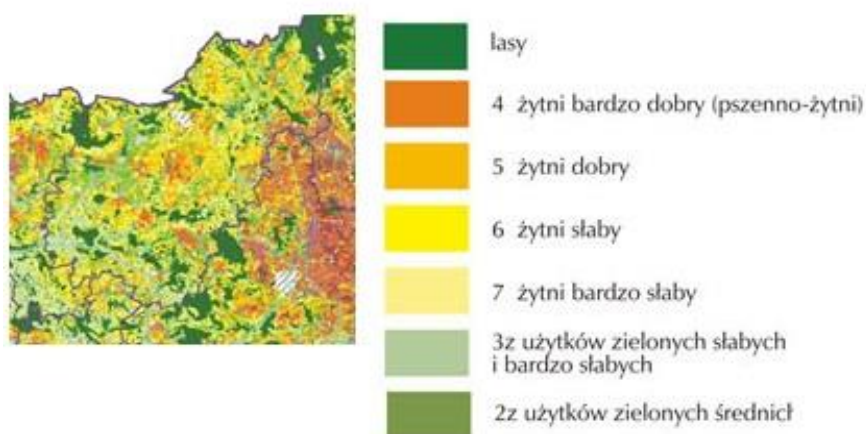 lasy
4 żytni bardzo dobry (pszenno-żytni)
5 żytni dobry
6 żytni słaby
7 żytni bardzo słaby
3z użytków zielonych słabych
i bardzo słabych
2z użytków zielonych średnich